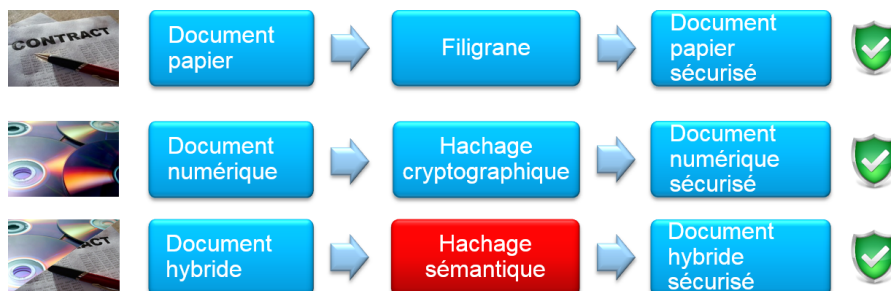 CONTRACT
Document papier
Filigrane
Document papier sécurisé
Document numérique
Hachage cryptographique
Document numérique sécurisé
ACT
Document hybride
Hachage sémantique
Document hybride sécurisé